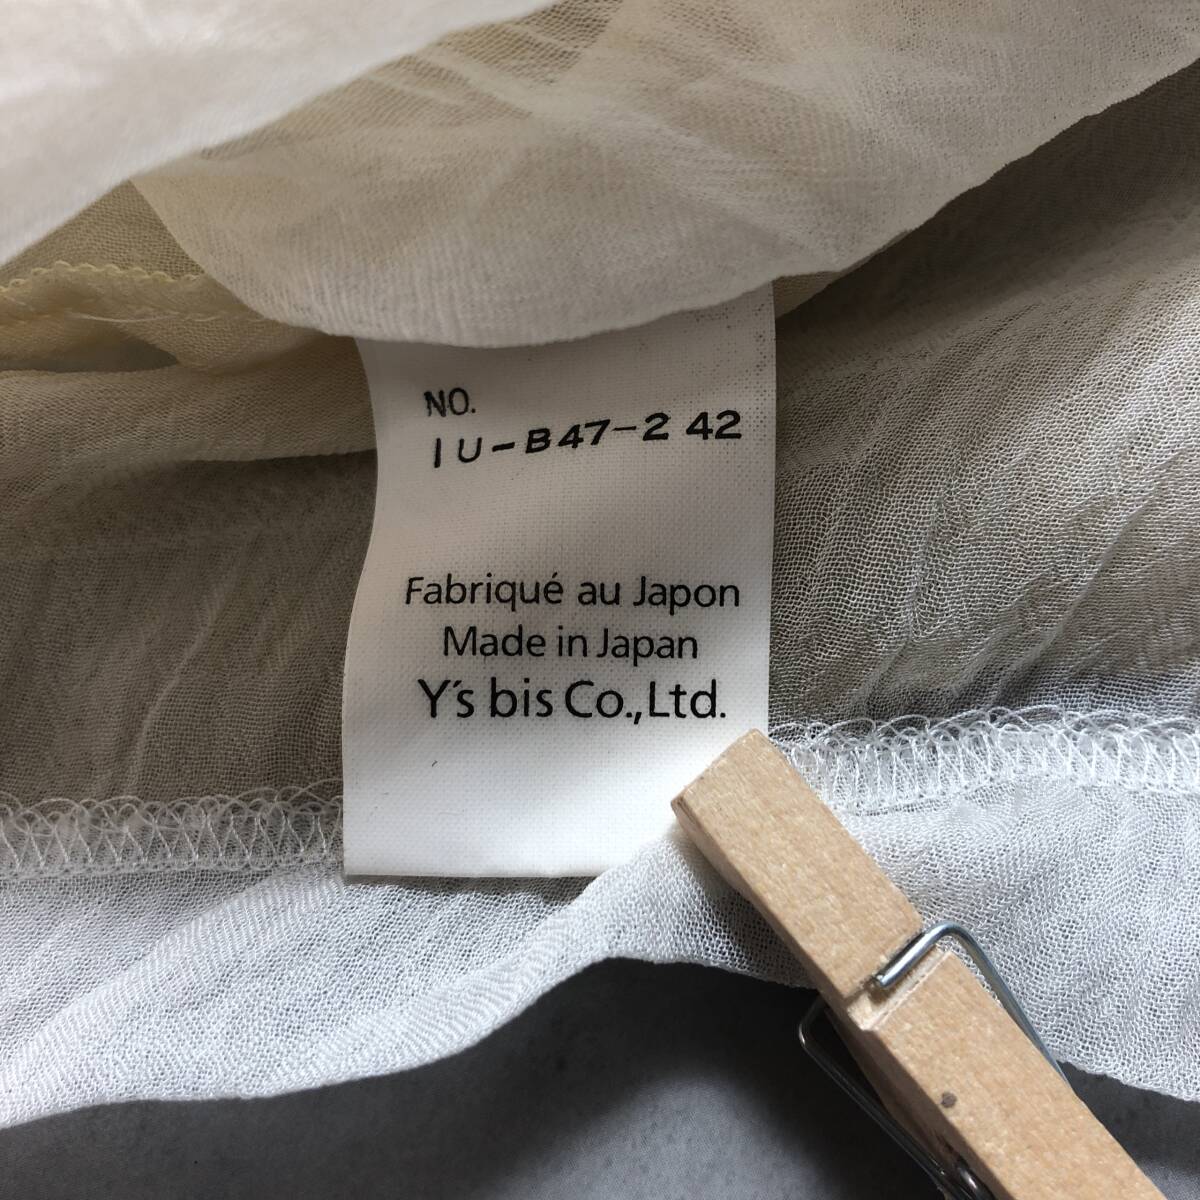 NO.
IU-B47-2 42
Fabriqué au Japon
Made in Japan
Y's bis Co.,Ltd.